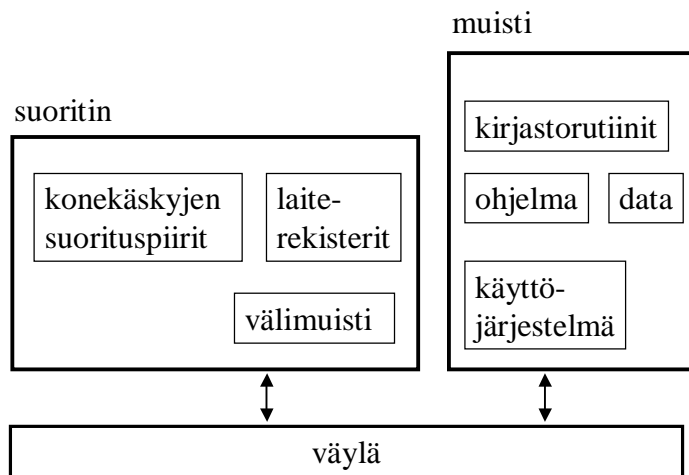 muisti
suoritin
kirjastorutiinit
konekäskyjen
suorituspiirit
laite-
rekisterit
ohjelma
data
välimuisti
käyttö-
järjestelmä
väylä